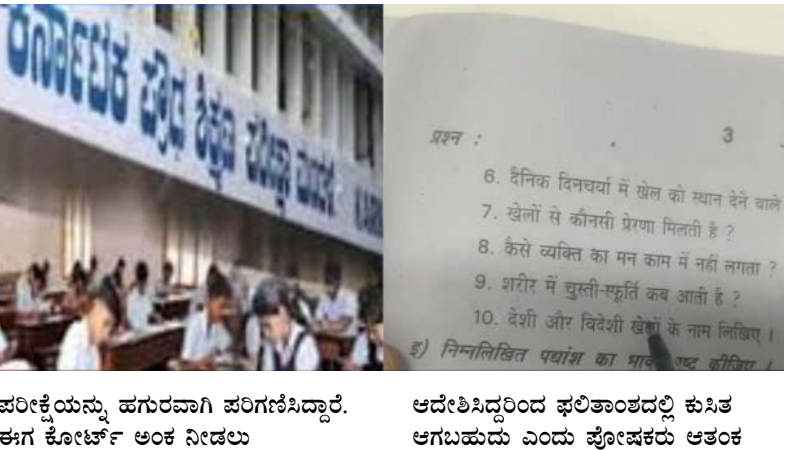 ಕರ್ನಾಟಕ ಪ್ರೌಢ ಶಿಕ್ಷಣ ಪರೀಕ್ಷಾ ಮಂಡಳಿ
प्रश्न :
3
6. दैनिक दिनचर्या में खेल को स्थान देने वाले
7. खेलों से कौनसी प्रेरणा मिलती है ?
8. कैसे व्यक्ति का मन काम में नहीं लगता ?
9. शरीर में चुस्ती-स्फूर्ति कब आती है ?
10. देशी और विदेशी खेलों के नाम लिखिए ।
इ) निम्नलिखित पद्यांश का कीजिए ।
ಪರೀಕ್ಷೆಯನ್ನು ಹಗುರವಾಗಿ ಪರಿಗಣಿಸಿದ್ದಾರೆ.
ಈಗ ಕೋರ್ಟ್ ಅಂಕ ನೀಡಲು
ಆದೇಶಿಸಿದ್ದರಿಂದ ಫಲಿತಾಂಶದಲ್ಲಿ ಕುಸಿತ
ಆಗಬಹುದು ಎಂದು ಪೋಷಕರು ಆತಂಕ